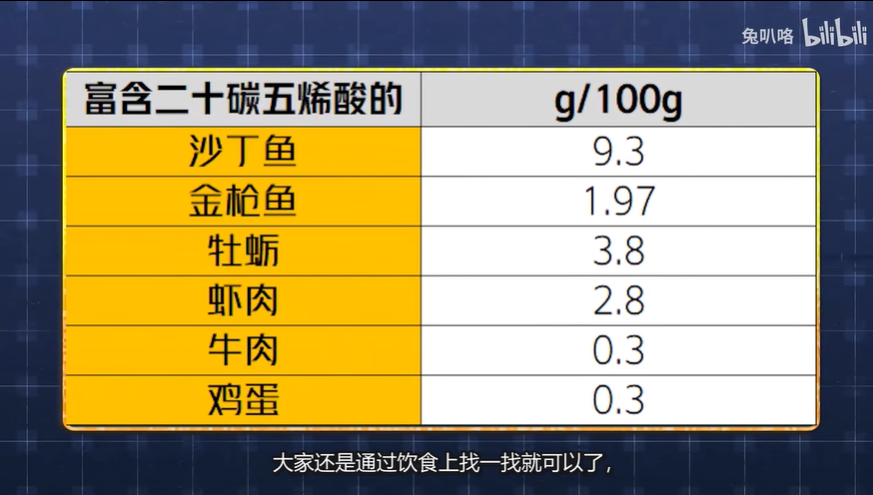 兔叭咯 bilibili
富含二十碳五烯酸的 g/100g
沙丁鱼 9.3
金枪鱼 1.97
牡蛎 3.8
虾肉 2.8
牛肉 0.3
鸡蛋 0.3
大家还是通过饮食上找一找就可以了,